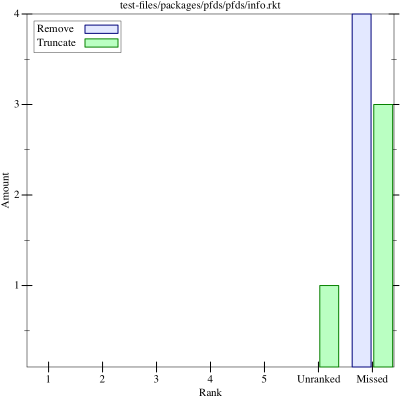 test-files/packages/pfds/pfds/info.rkt
Remove
Truncate
4
3
2
1
Amount
1 2 3 4 5 Unranked Missed
Rank